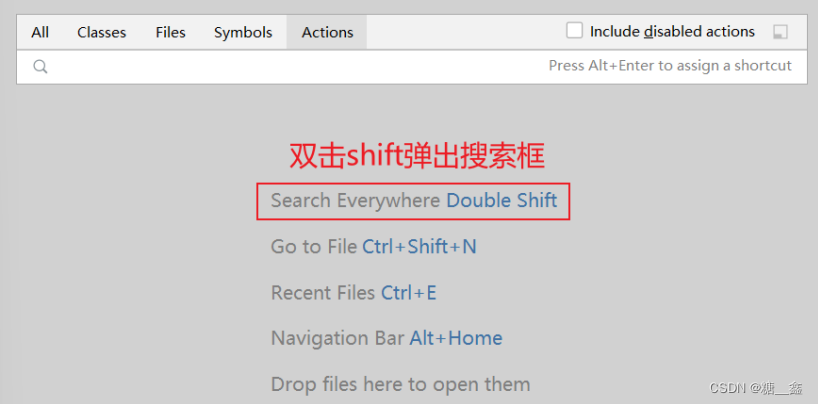 All Classes Files Symbols Actions Include disabled actions
Press Alt+Enter to assign a shortcut
双击shift弹出搜索框
Search Everywhere Double Shift
Go to File Ctrl+Shift+N
Recent Files Ctrl+E
Navigation Bar Alt+Home
Drop files here to open them
CSDN @糖__鑫